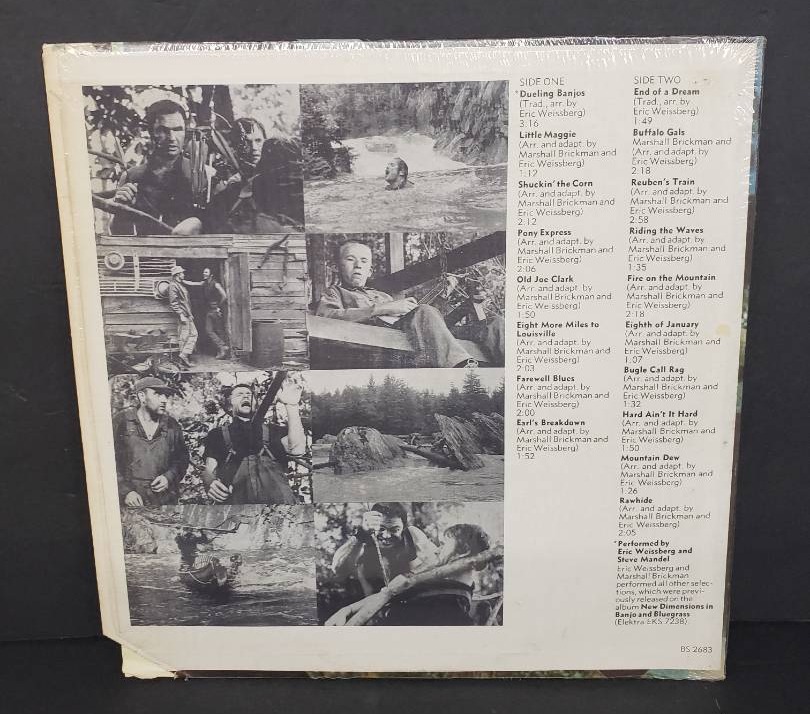 SIDE ONE
*Dueling Banjos
(Trad., arr. by
Eric Weissberg)
3:16
Little Maggie
(Arr. and adapt. by
Marshall Brickman and
Eric Weissberg)
1:12
Shuckin' the Corn
(Arr. and adapt. by
Marshall Brickman and
Eric Weissberg)
2:12
Pony Express
(Arr. and adapt. by
Marshall Brickman and
Eric Weissberg)
2:06
Old Joe Clark
(Arr. and adapt. by
Marshall Brickman and
Eric Weissberg)
1:50
Eight More Miles to
Louisville
(Arr. and adapt. by
Marshall Brickman and
Eric Weissberg)
2:03
Farewell Blues
(Arr. and adapt. by
Marshall Brickman and
Eric Weissberg)
2:00
Earl's Breakdown
(Arr. and adapt. by
Marshall Brickman and
Eric Weissberg)
1:52
SIDE TWO
End of a Dream
(Trad., arr. by
Eric Weissberg)
1:49
Buffalo Gals
Marshall Brickman and
(Arr. and adapt. by
Eric Weissberg)
2:18
Reuben's Train
(Arr. and adapt. by
Marshall Brickman and
Eric Weissberg)
2:58
Riding the Waves
(Arr. and adapt. by
Marshall Brickman and
Eric Weissberg)
1:35
Fire on the Mountain
(Arr. and adapt. by
Marshall Brickman and
Eric Weissberg)
2:18
Eighth of January
(Arr. and adapt. by
Marshall Brickman and
Eric Weissberg)
1:07
Bugle Call Rag
(Arr. and adapt. by
Marshall Brickman and
Eric Weissberg)
1:32
Hard Ain't It Hard
(Arr. and adapt. by
Marshall Brickman and
Eric Weissberg)
1:50
Mountain Dew
(Arr. and adapt. by
Marshall Brickman and
Eric Weissberg)
1:26
Rawhide
(Arr. and adapt. by
Marshall Brickman and
Eric Weissberg)
2:05
*Performed by
Eric Weissberg and
Steve Mandel
Eric Weissberg and
Marshall Brickman
performed all other selec-
tions, which were previ-
ously released on the
album New Dimensions in
Banjo and Bluegrass
(Elektra EKS 7238).
BS 2683